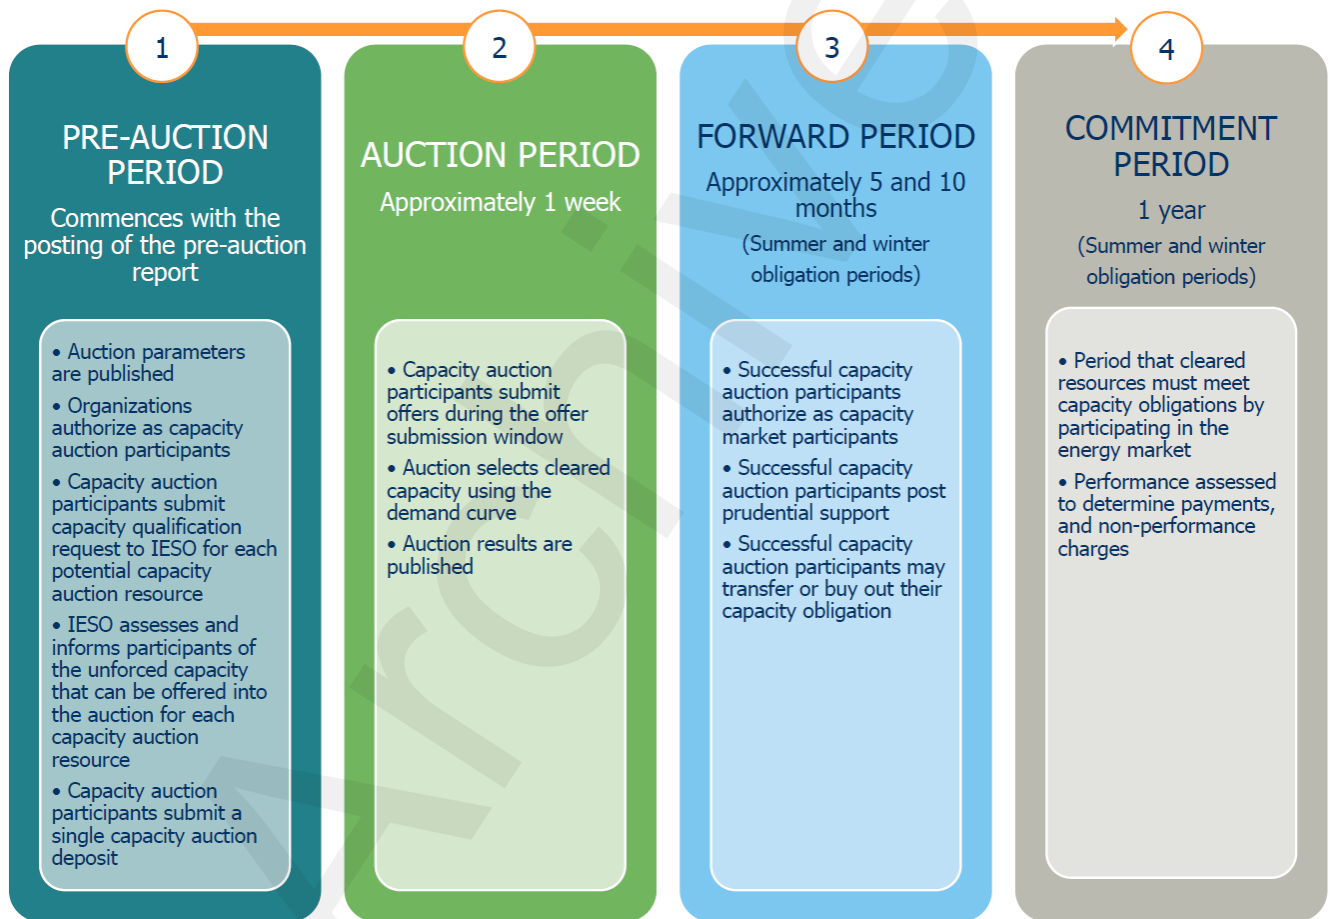 1
PRE-AUCTION
PERIOD
Commences with the
posting of the pre-auction
report
• Auction parameters
are published
• Organizations
authorize as capacity
auction participants
• Capacity auction
participants submit
capacity qualification
request to IESO for each
potential capacity
auction resource
• IESO assesses and
informs participants of
the unforced capacity
that can be offered into
the auction for each
capacity auction
resource
• Capacity auction
participants submit a
single capacity auction
deposit
2
AUCTION PERIOD
Approximately 1 week
• Capacity auction
participants submit
offers during the offer
submission window
• Auction selects cleared
capacity using the
demand curve
• Auction results are
published
3
FORWARD PERIOD
Approximately 5 and 10
months
(Summer and winter
obligation periods)
• Successful capacity
auction participants
authorize as capacity
market participants
• Successful capacity
auction participants post
prudential support
• Successful capacity
auction participants may
transfer or buy out their
capacity obligation
4
COMMITMENT
PERIOD
1 year
(Summer and winter
obligation periods)
• Period that cleared
resources must meet
capacity obligations by
participating in the
energy market
• Performance assessed
to determine payments,
and non-performance
charges
Archive